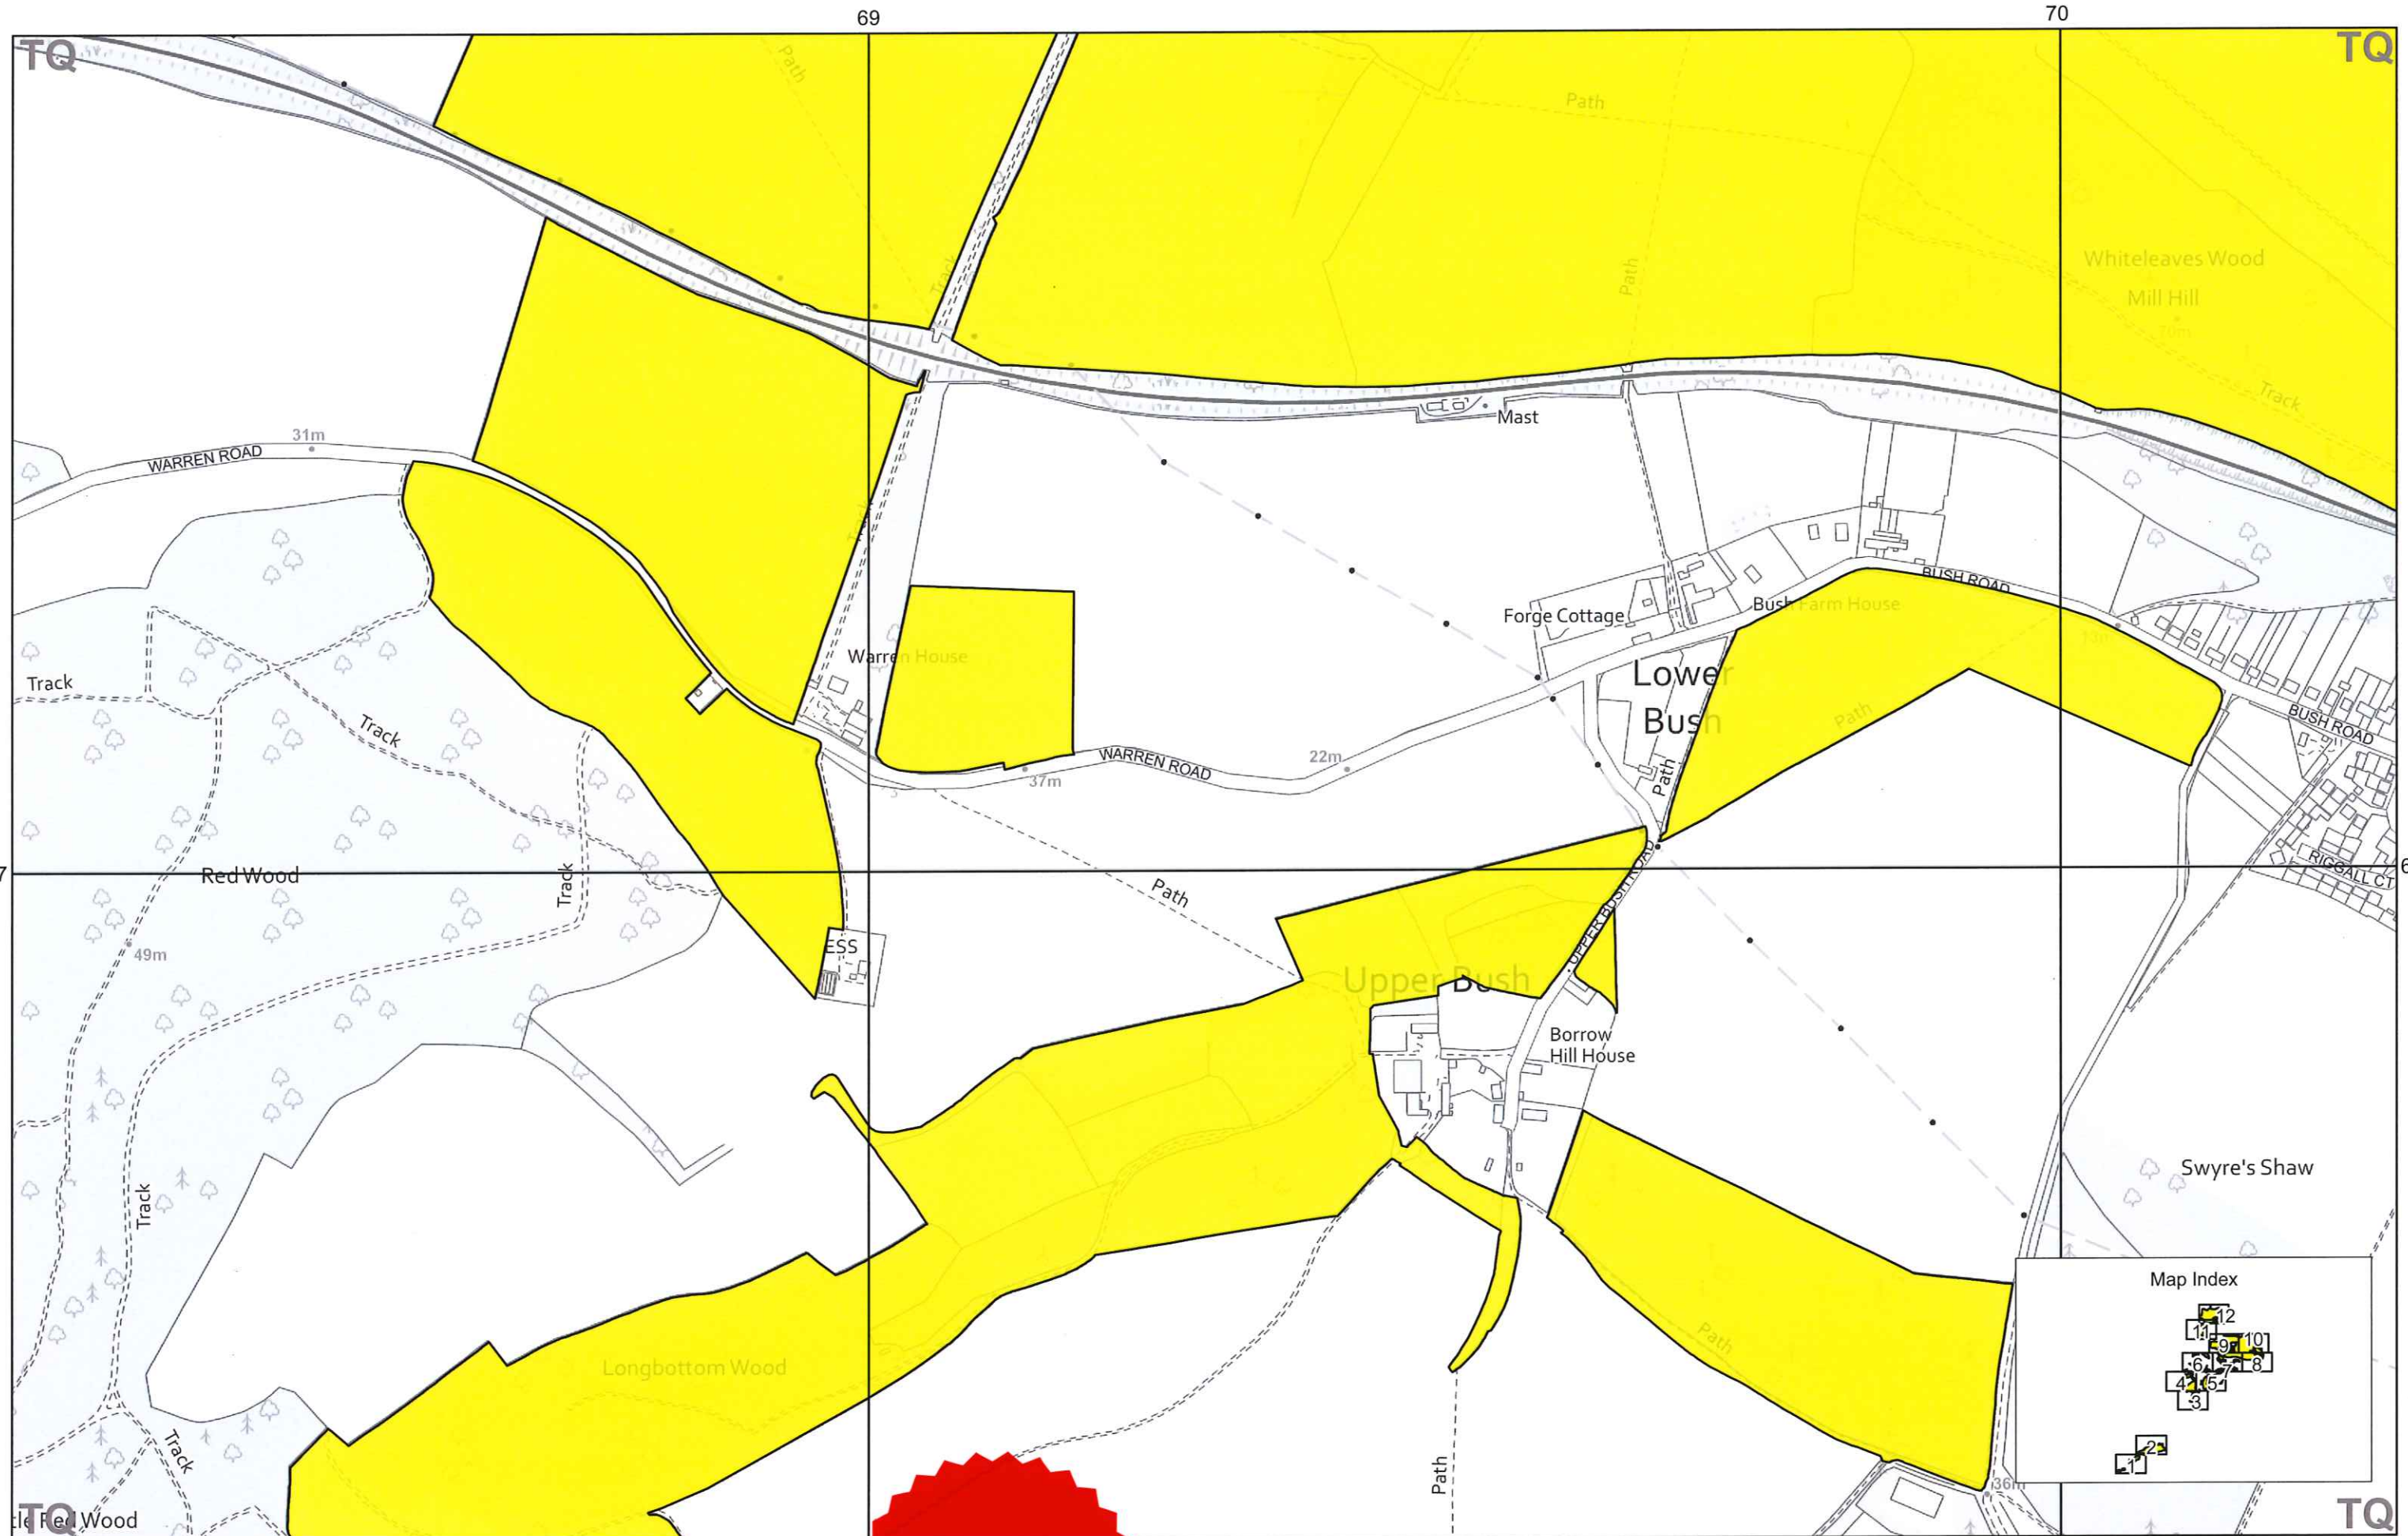 69
70
TQ
TQ
Path
Path
Track
Path
Whiteleaves Wood
Mill Hill
70m
Track
Mast
31m
WARREN ROAD
Track
BUSH ROAD
Forge Cottage
Bush Farm House
Warren House
Lower
Bush
Track
Track
Path
BUSH ROAD
WARREN ROAD
22m
37m
Path
RIGGALL CT
7
6
Red Wood
Track
Path
UPPER BUSH ROAD
49m
ESS
Upper Bush
Borrow
Hill House
Swyre's Shaw
Track
Map Index
12
11
10
9
6
7
8
4
5
3
2
1
Longbottom Wood
Path
Track
Path
36m
TQ
Red Wood
TQ